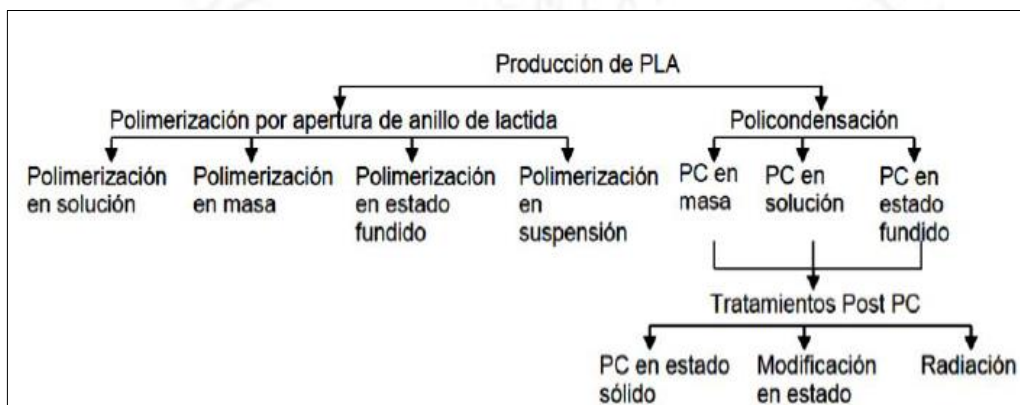 Producción de PLA
Polimerización por apertura de anillo de lactida
Policondensación
Polimerización
en solución
Polimerización
en masa
Polimerización
en estado
fundido
Polimerización
en
suspensión
PC en
masa
PC en
solución
PC en
estado
fundido
Tratamientos Post PC
PC en estado
sólido
Modificación
en estado
Radiación